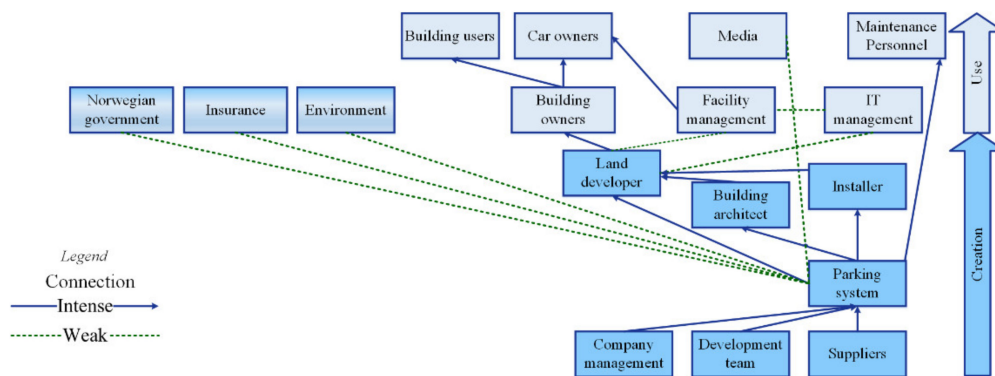 Building users
Car owners
Media
Maintenance
Personnel
Use
Norwegian
government
Insurance
Environment
Building
owners
Facility
management
IT
management
Land
developer
Building
architect
Installer
Creation
Legend
Connection
Intense
Weak
Parking
system
Company
management
Development
team
Suppliers